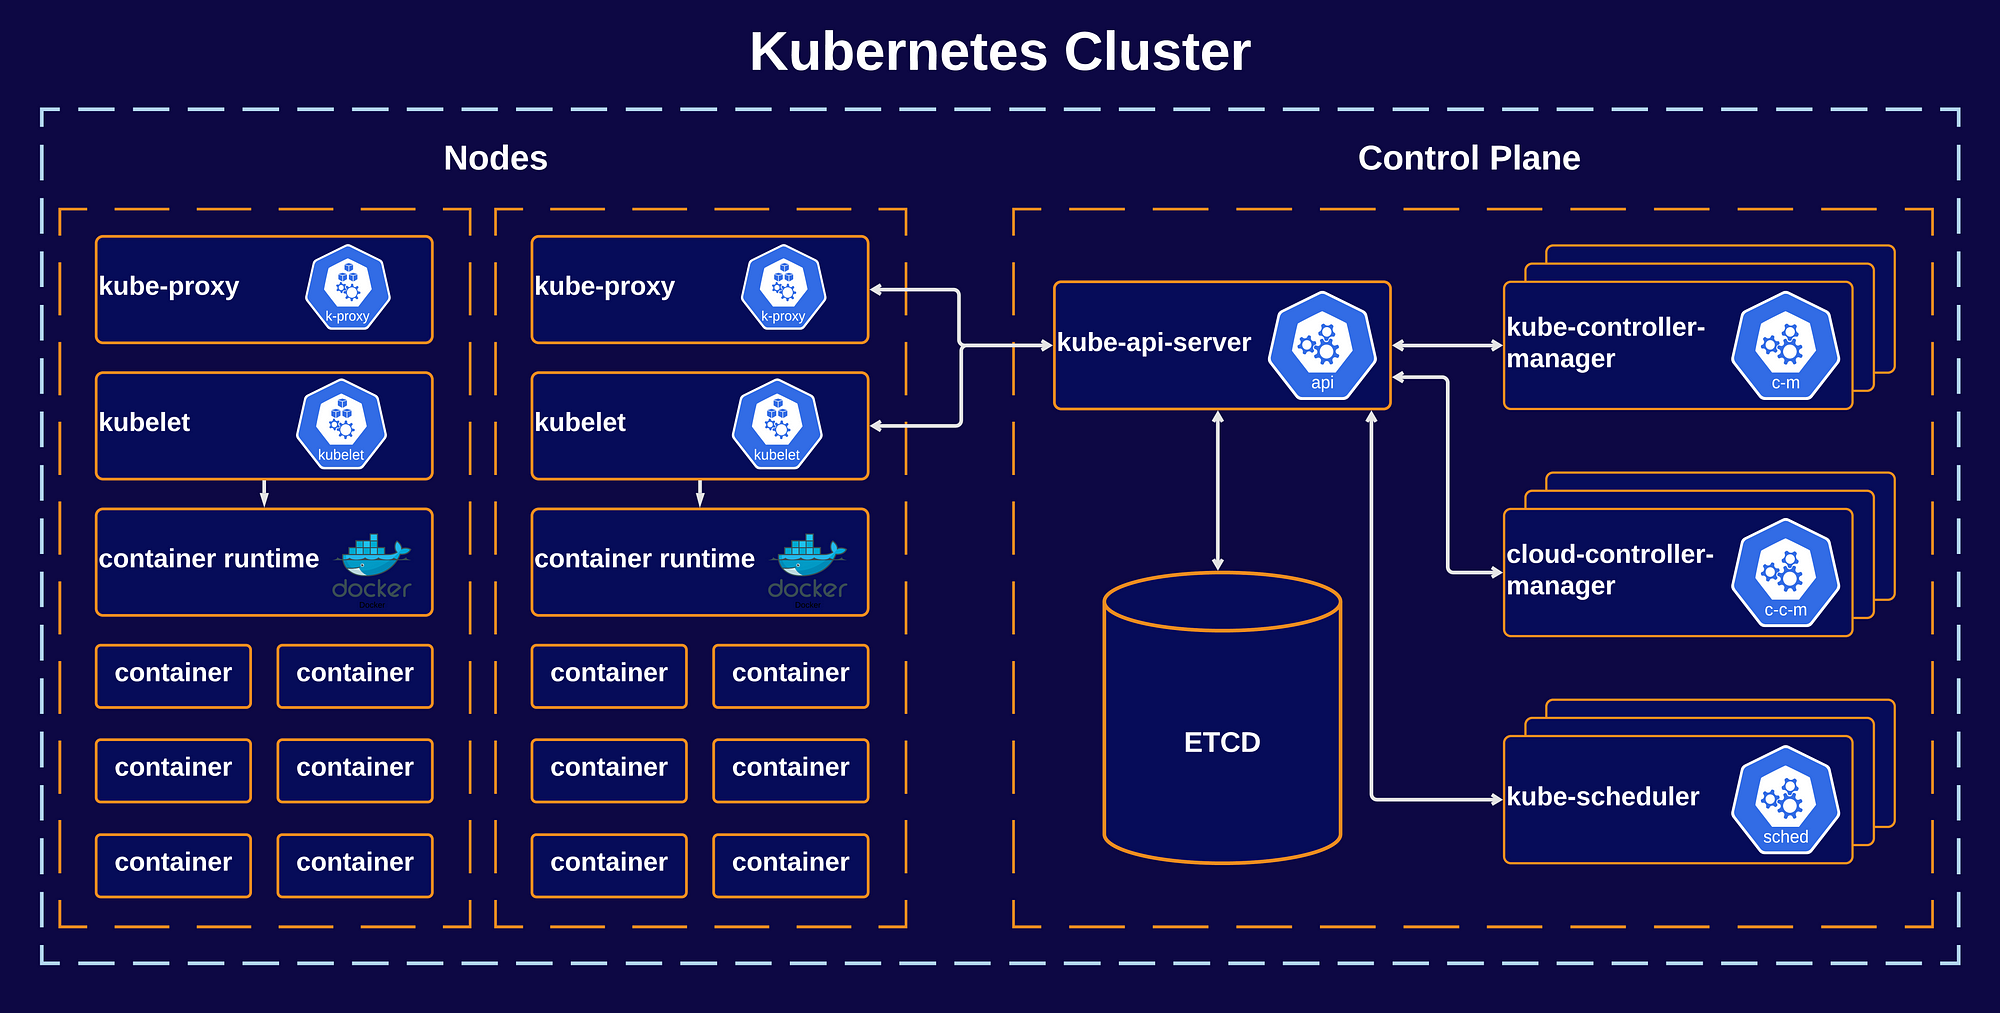 Kubernetes Cluster
Nodes
kube-proxy
k-proxy
kubelet
kubelet
container runtime
docker
Docker
container
container
container
container
container
container
kube-proxy
k-proxy
kubelet
kubelet
container runtime
docker
Docker
container
container
container
container
container
container
Control Plane
kube-api-server
api
ETCD
kube-controller-
manager
c-m
cloud-controller-
manager
c-c-m
kube-scheduler
sched